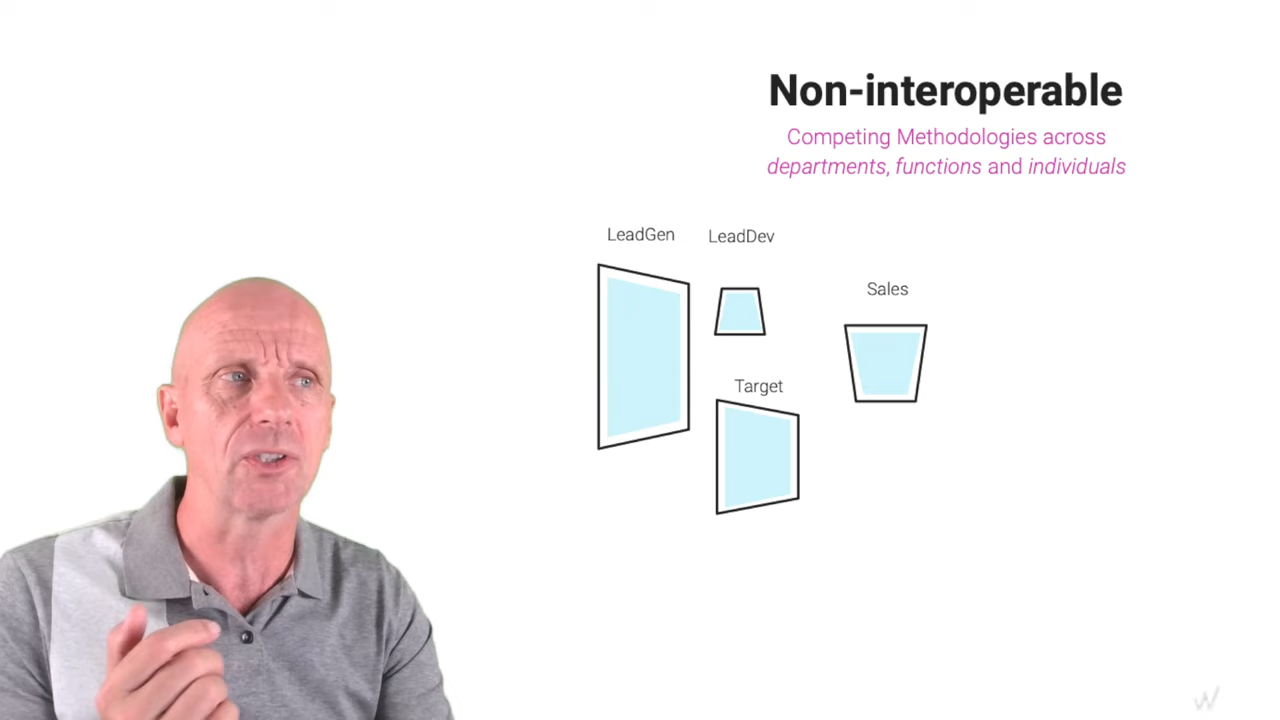 Non-interoperable
Competing Methodologies across
departments, functions and individuals
LeadGen
LeadDev
Sales
Target
W